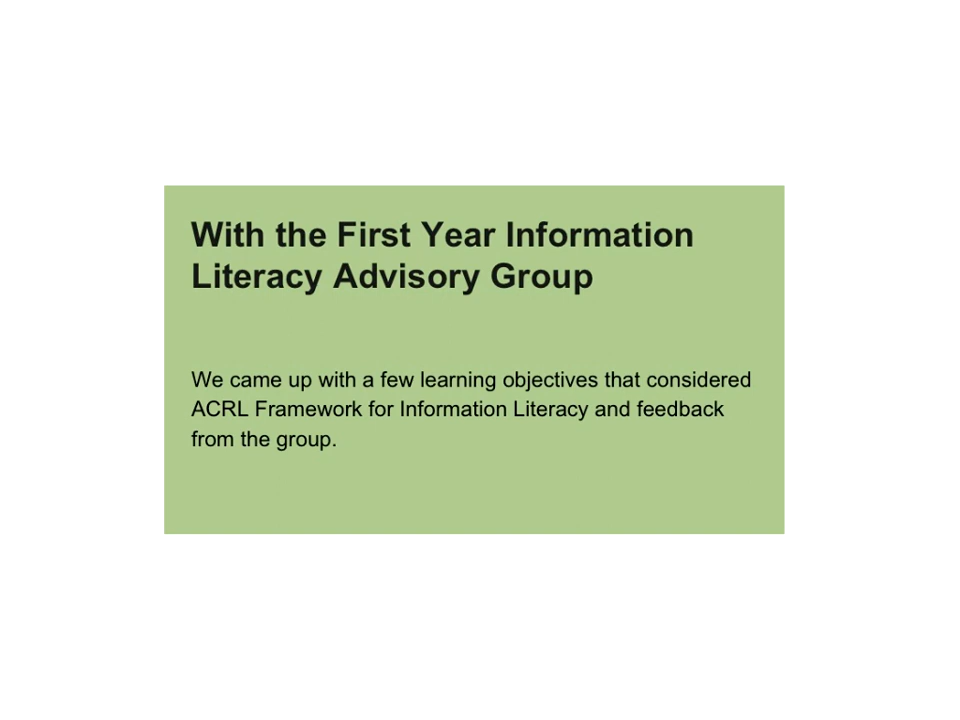 With the First Year Information
Literacy Advisory Group
We came up with a few learning objectives that considered
ACRL Framework for Information Literacy and feedback
from the group.